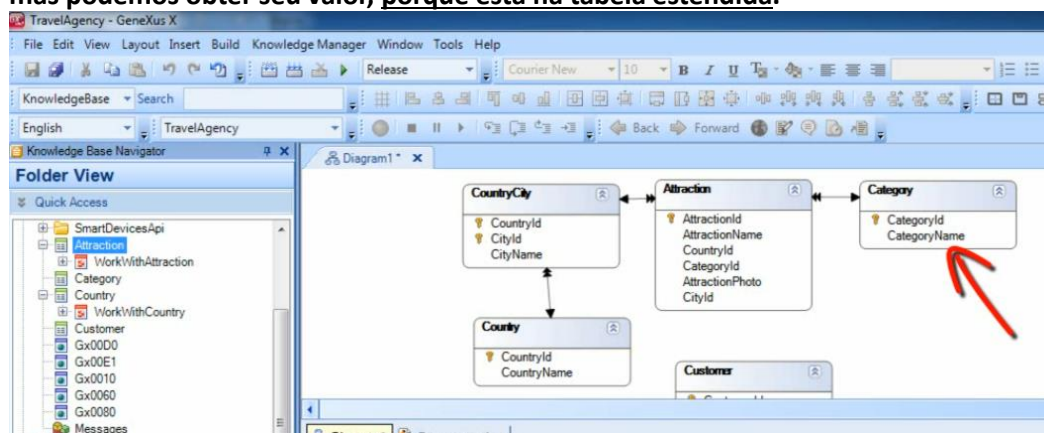 mas podemos obter seu valor, porque está na tabela estendida.
TravelAgency - GeneXus X
File Edit View Layout Insert Build Knowledge Manager Window Tools Help
Release Courier New 10 B I U
KnowledgeBase Search
English TravelAgency Back Forward
Knowledge Base Navigator
Diagram1*
Folder View
Quick Access
SmartDevicesApi
Attraction
WorkWithAttraction
Category
Country
WorkWithCountry
Customer
Gx00D0
Gx00E1
Gx0010
Gx0060
Gx0080
Messages
CountryCity
CountryId
CityId
CityName
Attraction
AttractionId
AttractionName
CountryId
CategoryId
AttractionPhoto
CityId
Category
CategoryId
CategoryName
Country
CountryId
CountryName
Customer